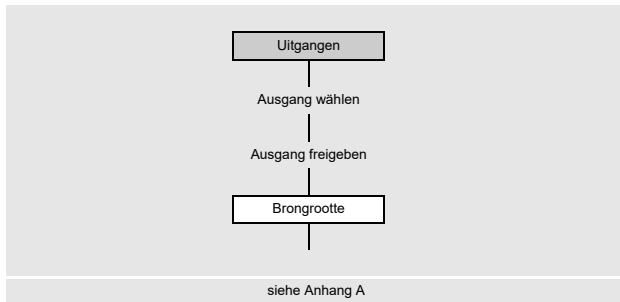 Uitgangen
Ausgang wählen
Ausgang freigeben
Brongrootte
siehe Anhang A